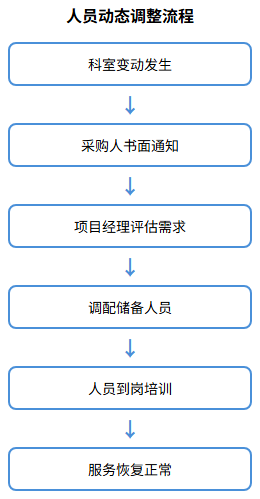 人员动态调整流程
科室变动发生
↓
采购人书面通知
↓
项目经理评估需求
↓
调配储备人员
↓
人员到岗培训
↓
服务恢复正常